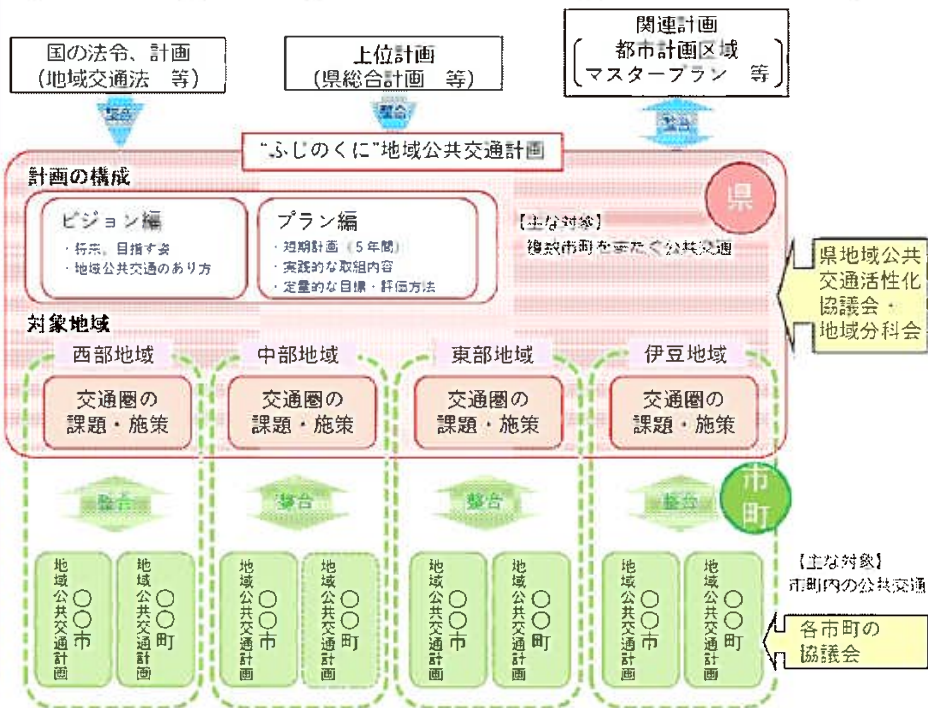 国の法令、計画
(地域交通法　等)
上位計画
(県総合計画　等)
関連計画
都市計画区域
マスタープラン　等
整合
整合
整合
“ふじのくに”地域公共交通計画
計画の構成
県
ビジョン編
・将来、目指す姿
・地域公共交通のあり方
プラン編
・短期計画（5年間）
・実践的な取組内容
・定量的な目標・評価方法
【主な対象】
複数市町をまたぐ公共交通
県地域公共
交通活性化
協議会・
地域分科会
対象地域
西部地域
中部地域
東部地域
伊豆地域
交通圏の
課題・施策
交通圏の
課題・施策
交通圏の
課題・施策
交通圏の
課題・施策
整合
整合
整合
整合
市
町
〇〇市
地域公共交通計画
〇〇町
地域公共交通計画
〇〇市
地域公共交通計画
〇〇町
地域公共交通計画
〇〇市
地域公共交通計画
〇〇町
地域公共交通計画
〇〇市
地域公共交通計画
〇〇町
地域公共交通計画
【主な対象】
市町内の公共交通
各市町の
協議会